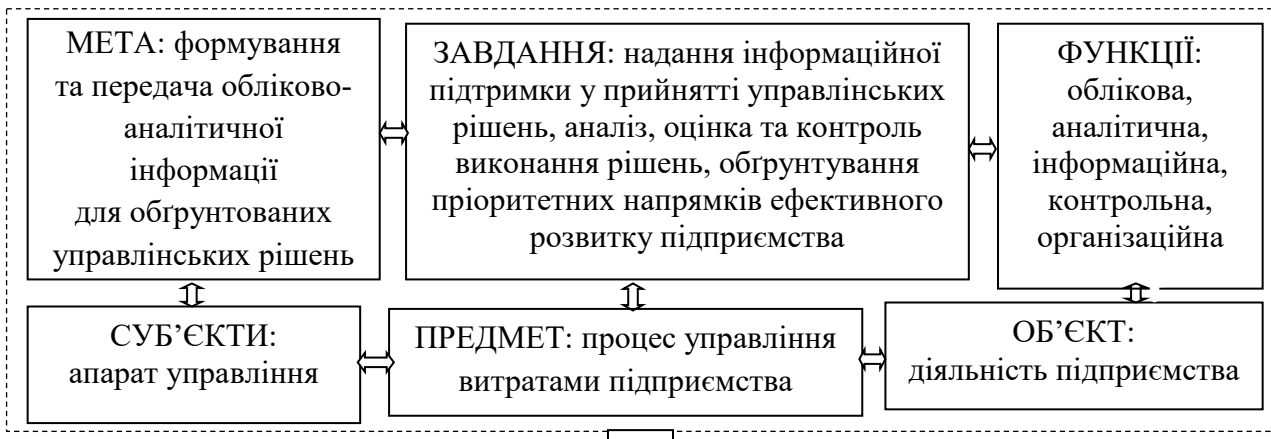 МЕТА: формування
та передача обліково-
аналітичної
інформації
для обґрунтованих
управлінських рішень
ЗАВДАННЯ: надання інформаційної
підтримки у прийнятті управлінських
рішень, аналіз, оцінка та контроль
виконання рішень, обґрунтування
пріоритетних напрямків ефективного
розвитку підприємства
ФУНКЦІЇ:
облікова,
аналітична,
інформаційна,
контрольна,
організаційна
СУБ’ЄКТИ:
апарат управління
ПРЕДМЕТ: процес управління
витратами підприємства
ОБ’ЄКТ:
діяльність підприємства